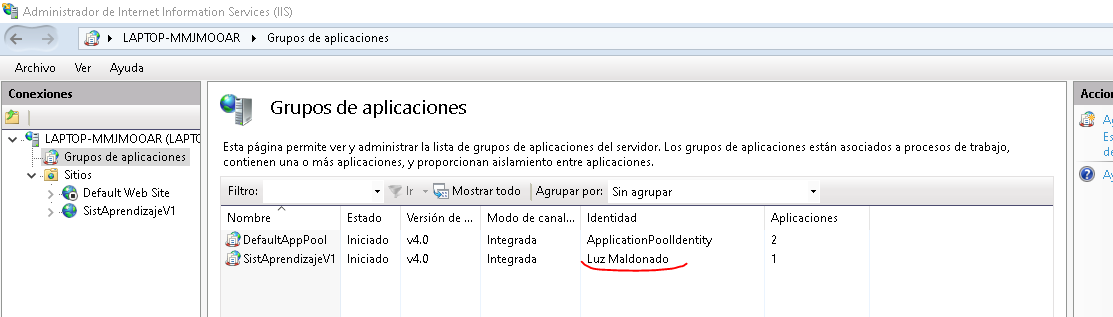 Administrador de Internet Information Services (IIS)
LAPTOP-MMJMOOAR Grupos de aplicaciones
Archivo Ver Ayuda
Conexiones
LAPTOP-MMJMOOAR (LAPT
Grupos de aplicaciones
Sitios
Default Web Site
SistAprendizajeV1
Grupos de aplicaciones
Esta página permite ver y administrar la lista de grupos de aplicaciones del servidor. Los grupos de aplicaciones están asociados a procesos de trabajo,
contienen una o más aplicaciones, y proporcionan aislamiento entre aplicaciones.
Filtro: Ir Mostrar todo Agrupar por: Sin agrupar
Nombre Estado Versión de ... Modo de canal... Identidad Aplicaciones
DefaultAppPool Iniciado v4.0 Integrada ApplicationPoolIdentity 2
SistAprendizajeV1 Iniciado v4.0 Integrada Luz Maldonado 1
Accion
Ag
Es
de
Ay